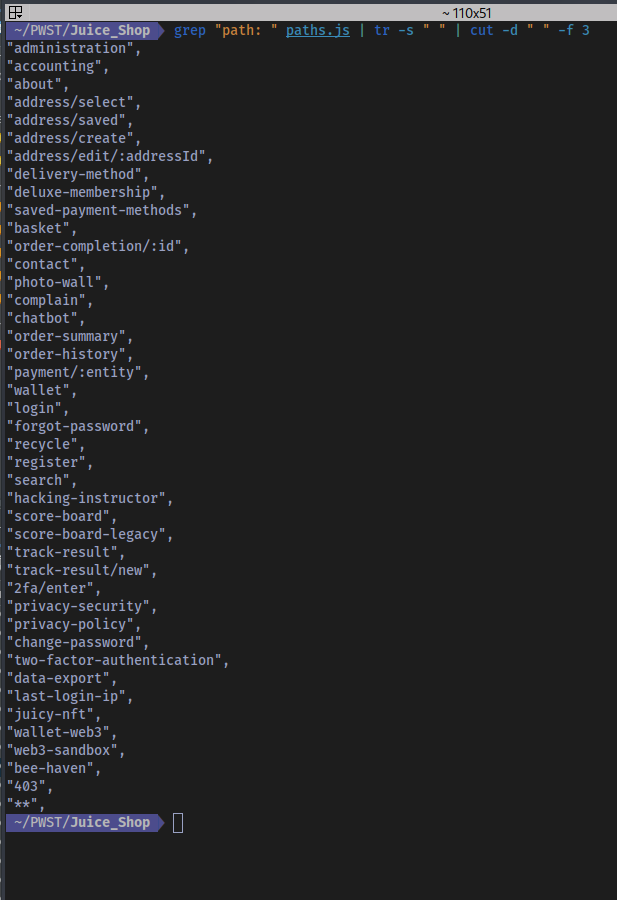 ~ 110x51
~/PWST/Juice_Shop grep "path: " paths.js | tr -s " " | cut -d " " -f 3
"administration",
"accounting",
"about",
"address/select",
"address/saved",
"address/create",
"address/edit/:addressId",
"delivery-method",
"deluxe-membership",
"saved-payment-methods",
"basket",
"order-completion/:id",
"contact",
"photo-wall",
"complain",
"chatbot",
"order-summary",
"order-history",
"payment/:entity",
"wallet",
"login",
"forgot-password",
"recycle",
"register",
"search",
"hacking-instructor",
"score-board",
"score-board-legacy",
"track-result",
"track-result/new",
"2fa/enter",
"privacy-security",
"privacy-policy",
"change-password",
"two-factor-authentication",
"data-export",
"last-login-ip",
"juicy-nft",
"wallet-web3",
"web3-sandbox",
"bee-haven",
"403",
"**",
~/PWST/Juice_Shop